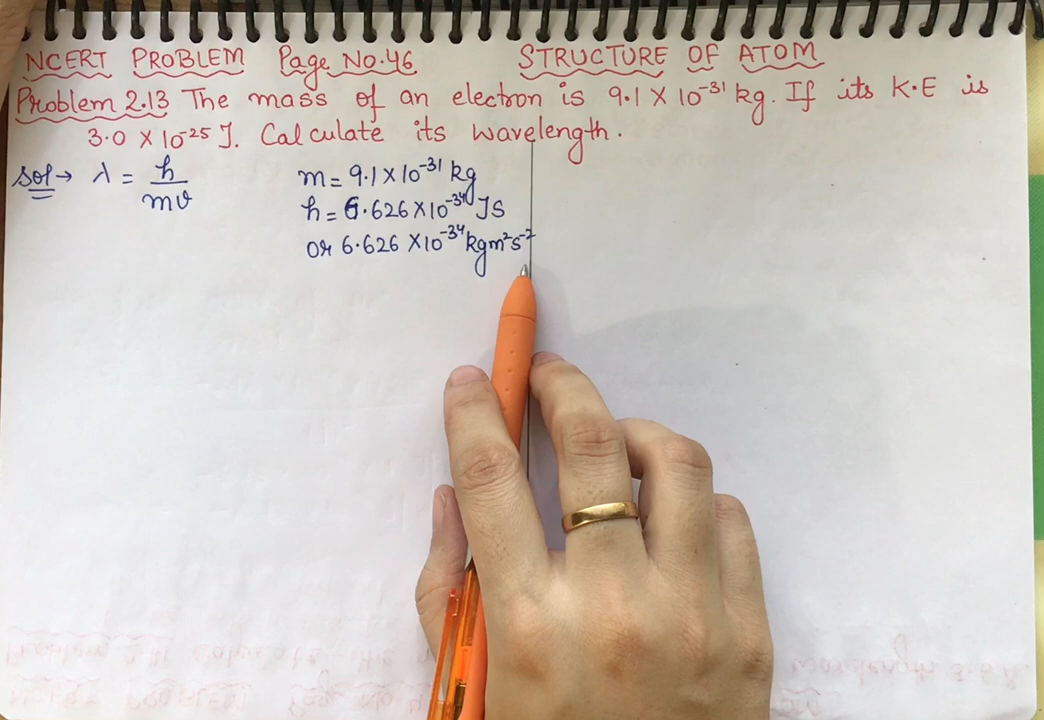 NCERT PROBLEM Page No.46 STRUCTURE OF ATOM
Problem 2.13 The mass of an electron is 9.1 X 10⁻³¹ kg. If its K.E is
3.0 X 10⁻²⁵ J. Calculate its wavelength.
Sol → λ = h/mv
m = 9.1 X 10⁻³¹ kg
h = 6.626 X 10⁻³⁴ JS
or 6.626 X 10⁻³⁴ kgm²s⁻²